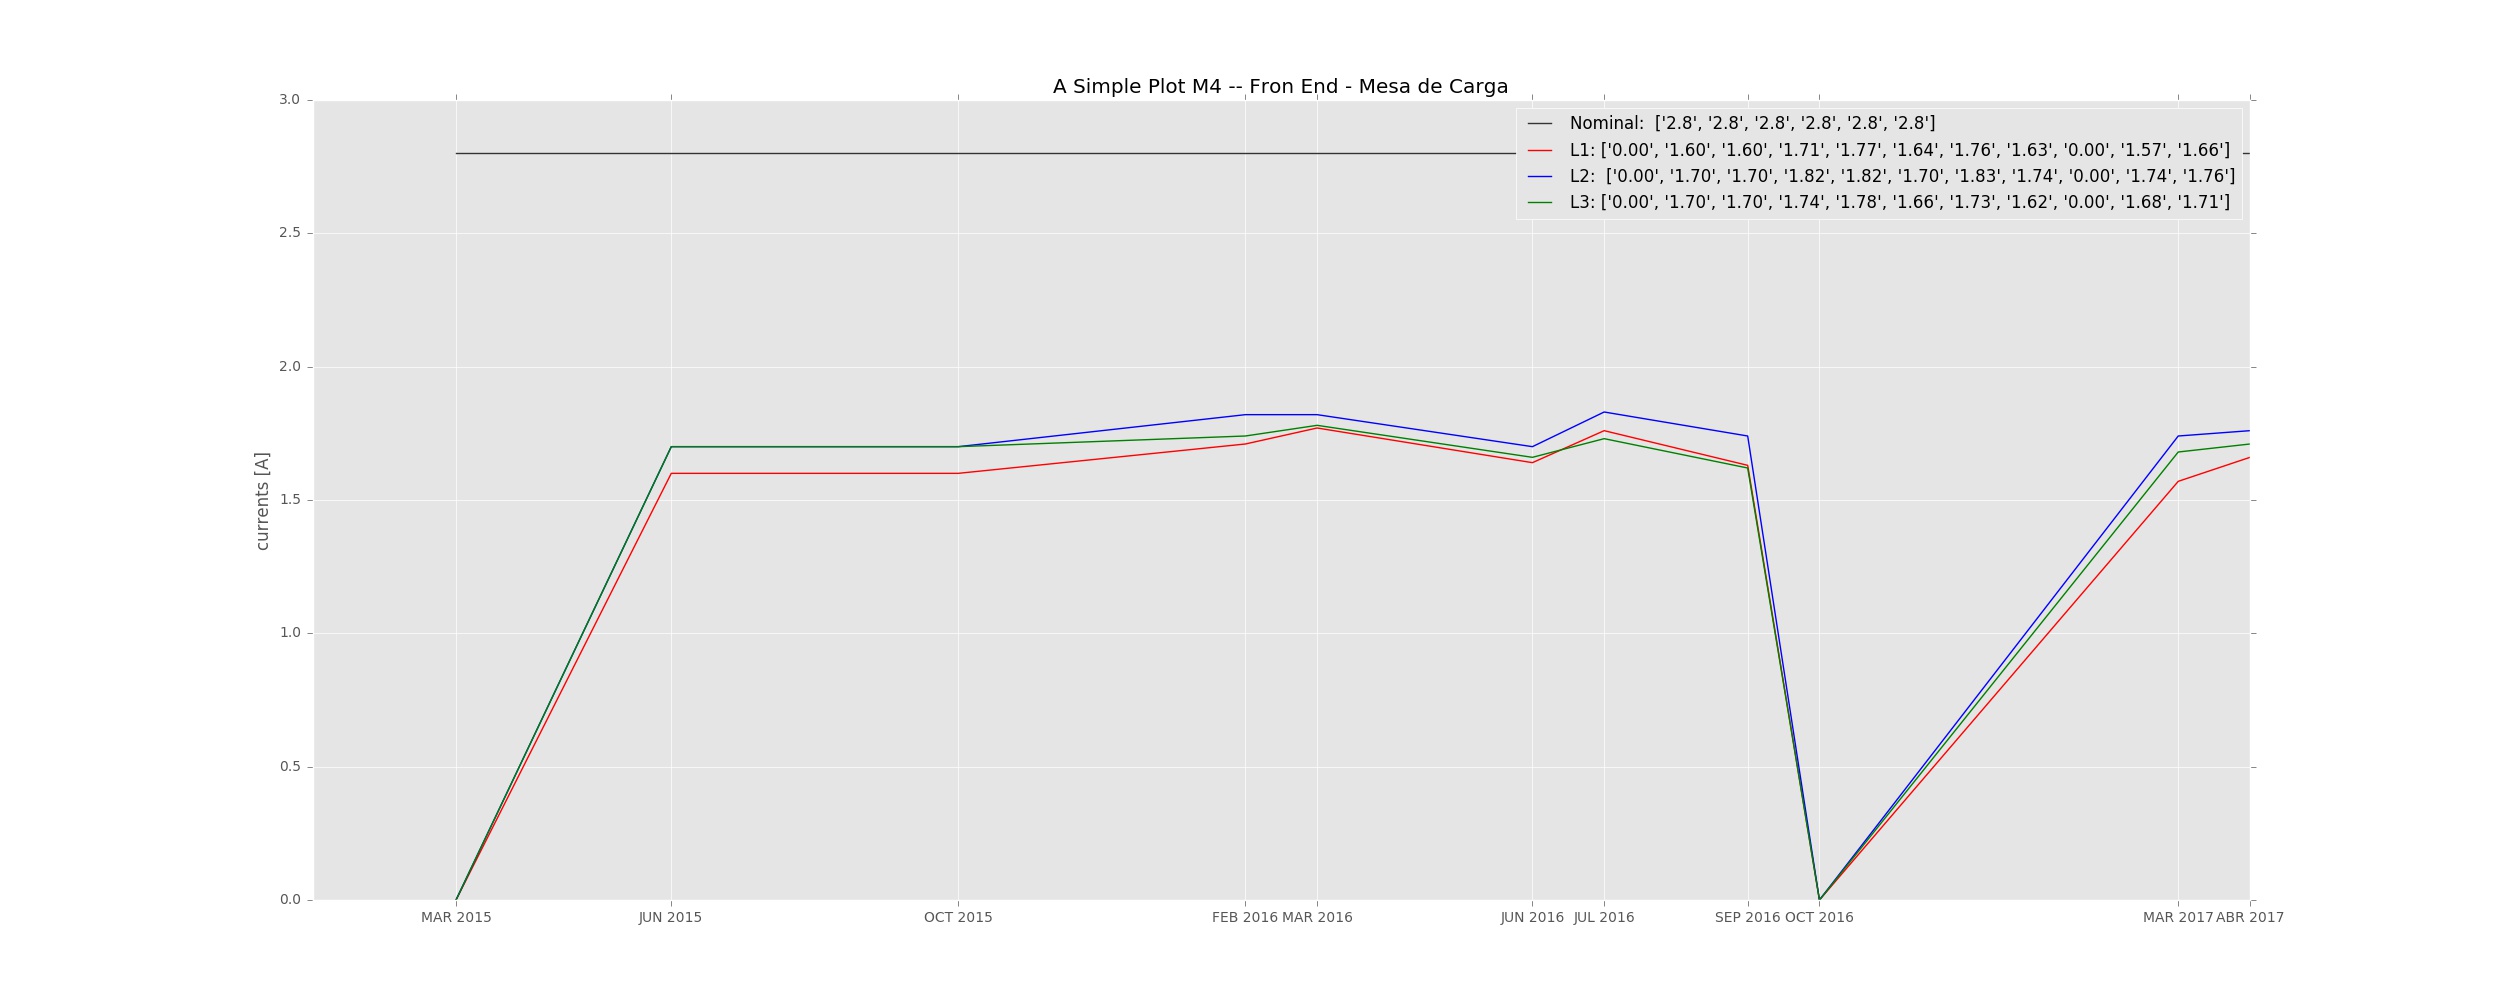 A Simple Plot M4 -- Fron End - Mesa de Carga
3.0
2.5
2.0
1.5
1.0
0.5
0.0
currents [A]
Nominal:  ['2.8', '2.8', '2.8', '2.8', '2.8', '2.8']
L1: ['0.00', '1.60', '1.60', '1.71', '1.77', '1.64', '1.76', '1.63', '0.00', '1.57', '1.66']
L2:  ['0.00', '1.70', '1.70', '1.82', '1.82', '1.70', '1.83', '1.74', '0.00', '1.74', '1.76']
L3: ['0.00', '1.70', '1.70', '1.74', '1.78', '1.66', '1.73', '1.62', '0.00', '1.68', '1.71']
MAR 2015 JUN 2015 OCT 2015 FEB 2016 MAR 2016 JUN 2016 JUL 2016 SEP 2016 OCT 2016 MAR 2017 ABR 2017